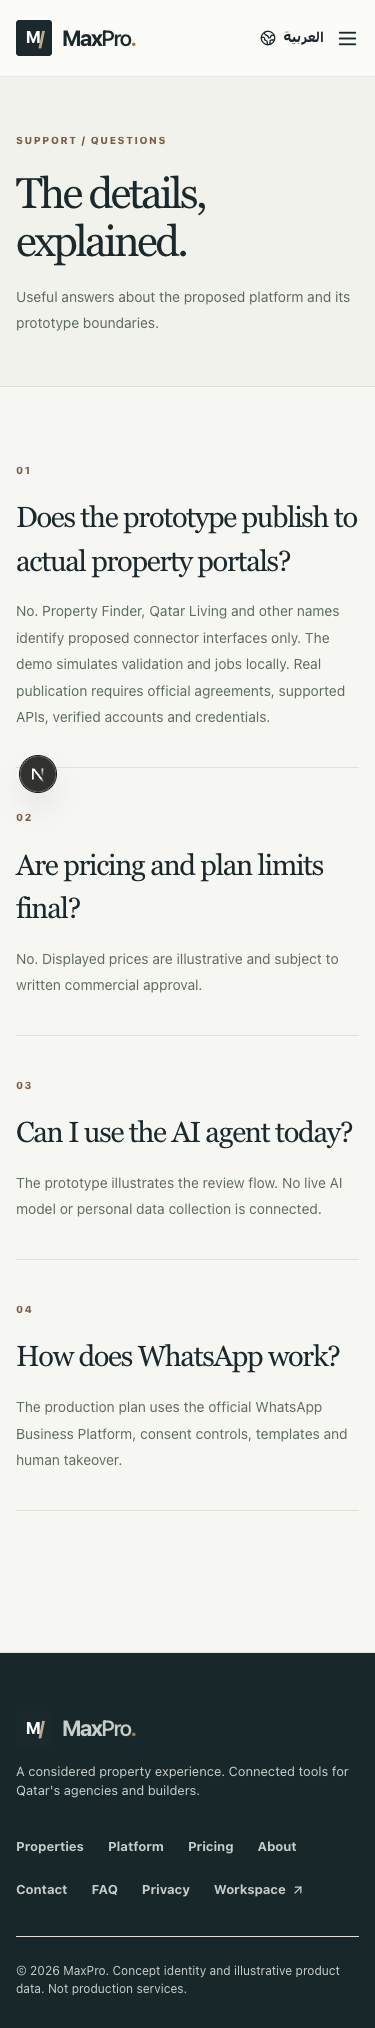 M/ MaxPro. العربية
SUPPORT / QUESTIONS
The details,
explained.
Useful answers about the proposed platform and its
prototype boundaries.
01
Does the prototype publish to
actual property portals?
No. Property Finder, Qatar Living and other names
identify proposed connector interfaces only. The
demo simulates validation and jobs locally. Real
publication requires official agreements, supported
APIs, verified accounts and credentials.
N
02
Are pricing and plan limits
final?
No. Displayed prices are illustrative and subject to
written commercial approval.
03
Can I use the AI agent today?
The prototype illustrates the review flow. No live AI
model or personal data collection is connected.
04
How does WhatsApp work?
The production plan uses the official WhatsApp
Business Platform, consent controls, templates and
human takeover.
M/ MaxPro.
A considered property experience. Connected tools for
Qatar's agencies and builders.
Properties Platform Pricing About
Contact FAQ Privacy Workspace ↗
© 2026 MaxPro. Concept identity and illustrative product
data. Not production services.